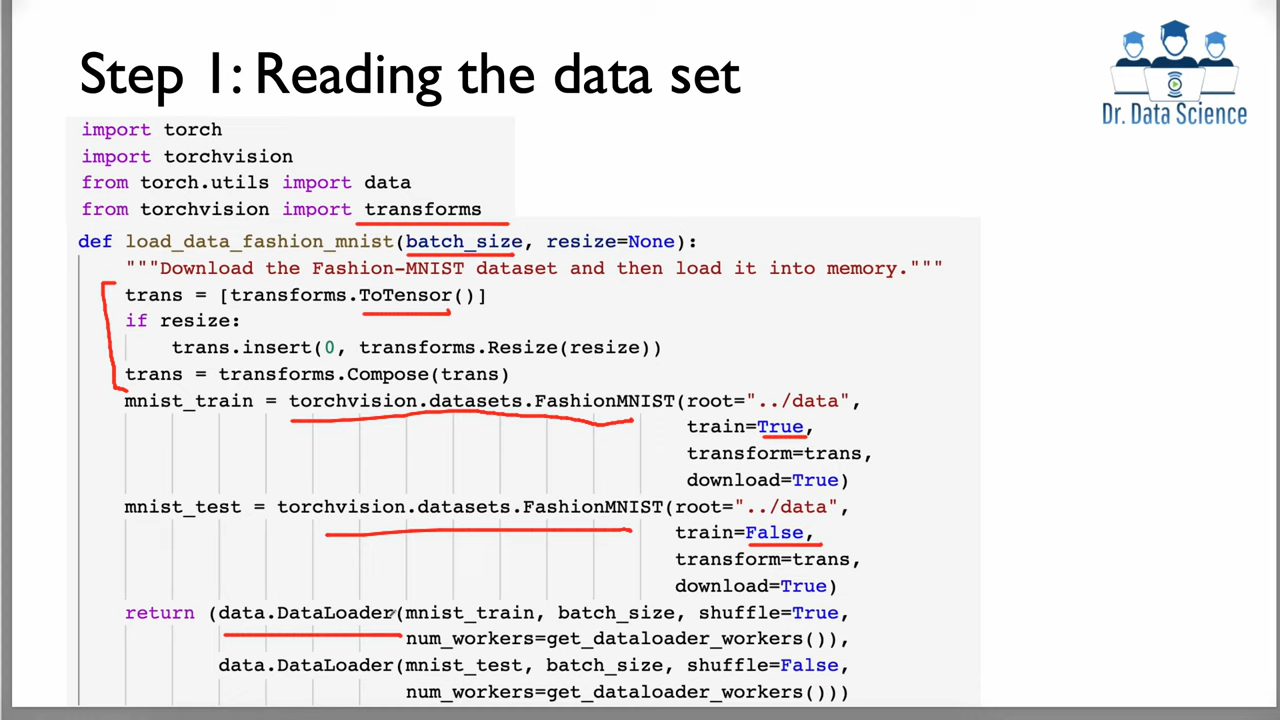 Step 1: Reading the data set
Dr. Data Science
import torch
import torchvision
from torch.utils import data
from torchvision import transforms
def load_data_fashion_mnist(batch_size, resize=None):
"""Download the Fashion-MNIST dataset and then load it into memory."""
trans = [transforms.ToTensor()]
if resize:
trans.insert(0, transforms.Resize(resize))
trans = transforms.Compose(trans)
mnist_train = torchvision.datasets.FashionMNIST(root="../data",
train=True,
transform=trans,
download=True)
mnist_test = torchvision.datasets.FashionMNIST(root="../data",
train=False,
transform=trans,
download=True)
return (data.DataLoader(mnist_train, batch_size, shuffle=True,
num_workers=get_dataloader_workers()),
data.DataLoader(mnist_test, batch_size, shuffle=False,
num_workers=get_dataloader_workers()))